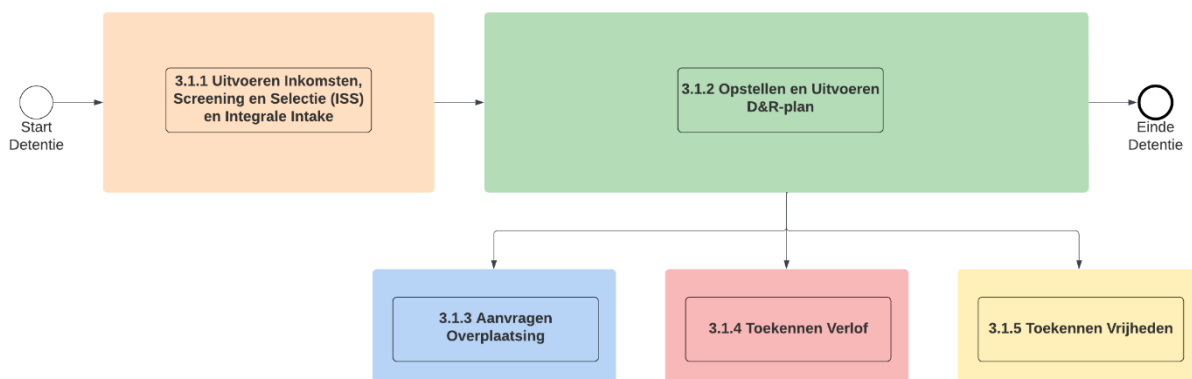 3.1.1 Uitvoeren Inkomsten,
Screening en Selectie (ISS)
en Integrale Intake
3.1.2 Opstellen en Uitvoeren
D&R-plan
Start
Detentie
Einde
Detentie
3.1.3 Aanvragen
Overplaatsing
3.1.4 Toekennen Verlof
3.1.5 Toekennen Vrijheden